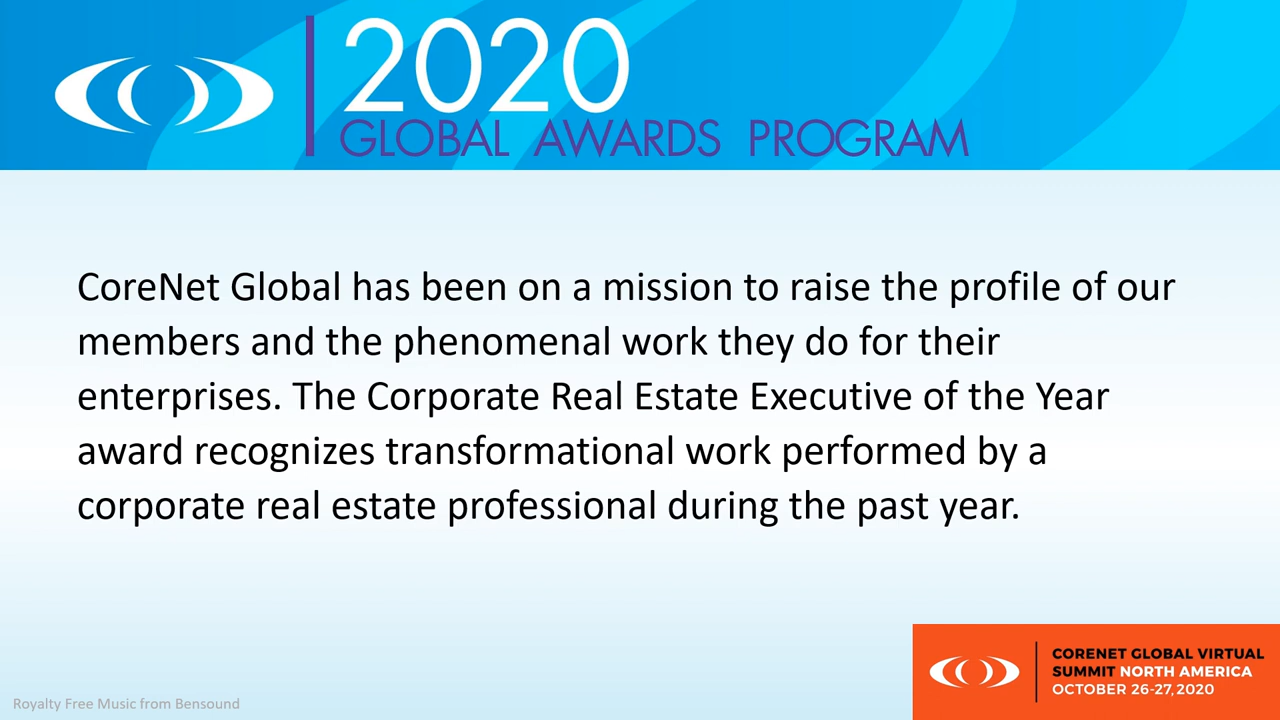 2020
GLOBAL AWARDS PROGRAM
CoreNet Global has been on a mission to raise the profile of our
members and the phenomenal work they do for their
enterprises. The Corporate Real Estate Executive of the Year
award recognizes transformational work performed by a
corporate real estate professional during the past year.
CORENET GLOBAL VIRTUAL
SUMMIT NORTH AMERICA
OCTOBER 26-27, 2020
Royalty Free Music from Bensound